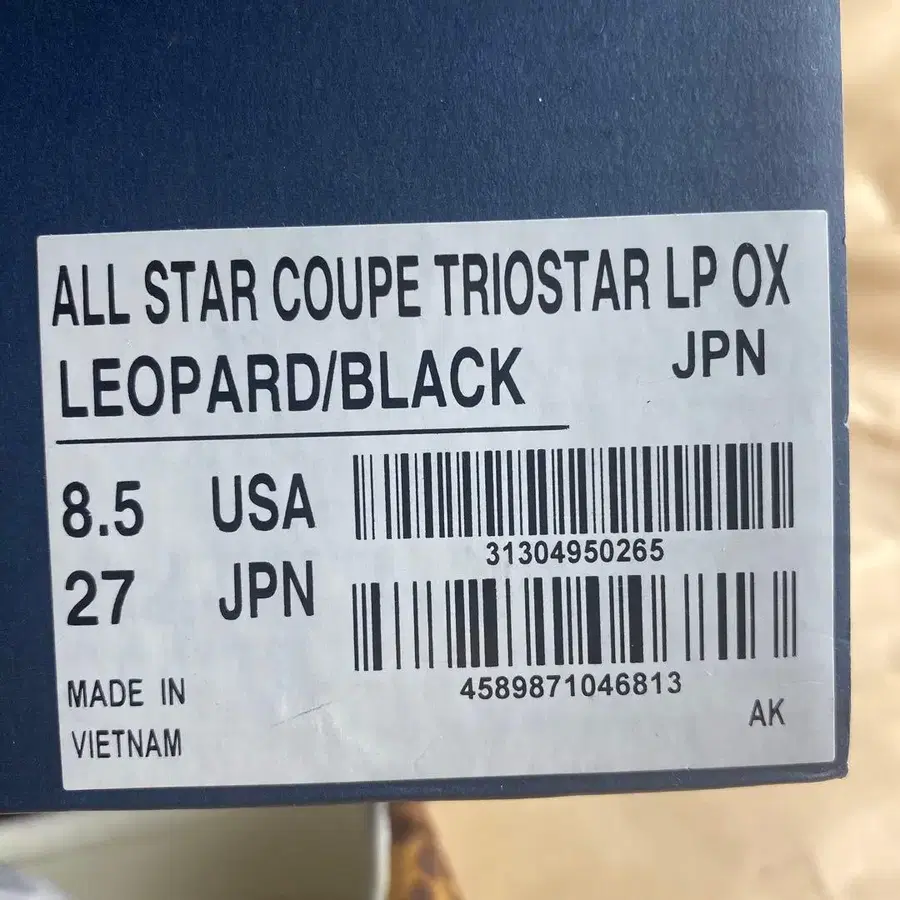 ALL STAR COUPE TRIOSTAR LP OX
LEOPARD/BLACK JPN
8.5 USA
31304950265
27 JPN
4589871046813
MADE IN
VIETNAM
AK